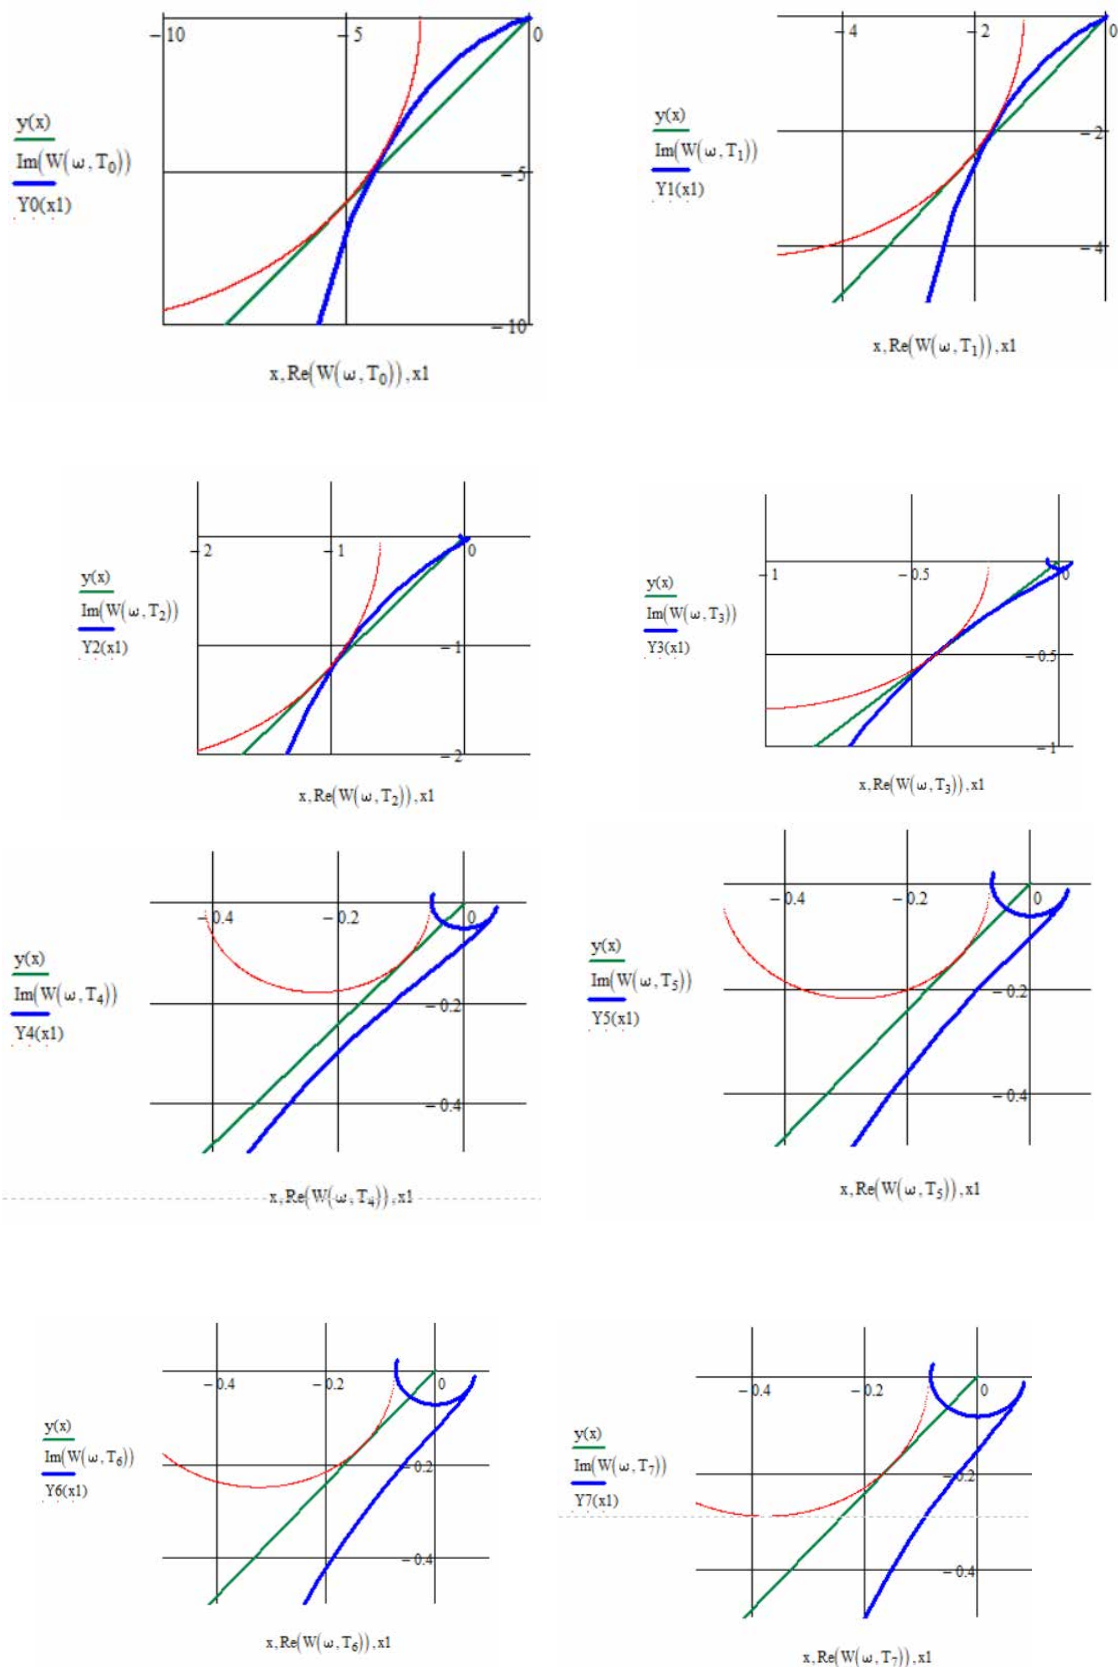 −10
−5
0
y(x)
Im(W(ω,T₀))
Y0(x1)
−5
−10
x,Re(W(ω,T₀)),x1
−4
−2
0
y(x)
Im(W(ω,T₁))
Y1(x1)
−2
−4
x,Re(W(ω,T₁)),x1
−2
−1
0
y(x)
Im(W(ω,T₂))
Y2(x1)
−1
−2
x,Re(W(ω,T₂)),x1
−1
−0.5
0
y(x)
Im(W(ω,T₃))
Y3(x1)
−0.5
−1
x,Re(W(ω,T₃)),x1
−0.4
−0.2
0
y(x)
Im(W(ω,T₄))
Y4(x1)
−0.2
−0.4
x,Re(W(ω,T₄)),x1
−0.4
−0.2
0
y(x)
Im(W(ω,T₅))
Y5(x1)
−0.2
−0.4
x,Re(W(ω,T₅)),x1
−0.4
−0.2
0
y(x)
Im(W(ω,T₆))
Y6(x1)
−0.2
−0.4
x,Re(W(ω,T₆)),x1
−0.4
−0.2
0
y(x)
Im(W(ω,T₇))
Y7(x1)
−0.2
−0.4
x,Re(W(ω,T₇)),x1